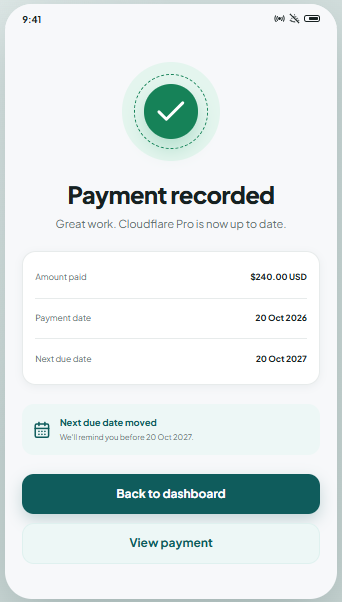 9:41
Payment recorded
Great work. Cloudflare Pro is now up to date.
Amount paid $240.00 USD
Payment date 20 Oct 2026
Next due date 20 Oct 2027
Next due date moved
We'll remind you before 20 Oct 2027.
Back to dashboard
View payment